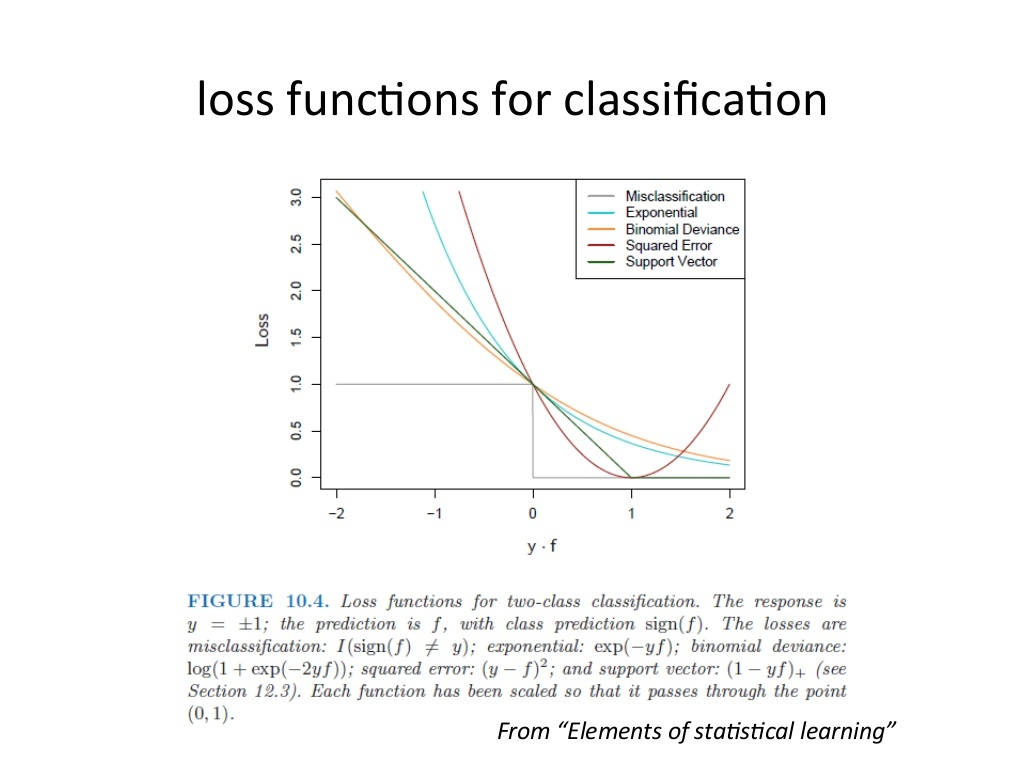 loss functions for classification
3.0
2.5
2.0
1.5
1.0
0.5
0.0
Loss
Misclassification
Exponential
Binomial Deviance
Squared Error
Support Vector
−2 −1 0 1 2
y · f
FIGURE 10.4. Loss functions for two-class classification. The response is
y = ±1; the prediction is f, with class prediction sign(f). The losses are
misclassification: I(sign(f) ≠ y); exponential: exp(−yf); binomial deviance:
log(1 + exp(−2yf)); squared error: (y − f)²; and support vector: (1 − yf)₊ (see
Section 12.3). Each function has been scaled so that it passes through the point
(0, 1).
From “Elements of statistical learning”